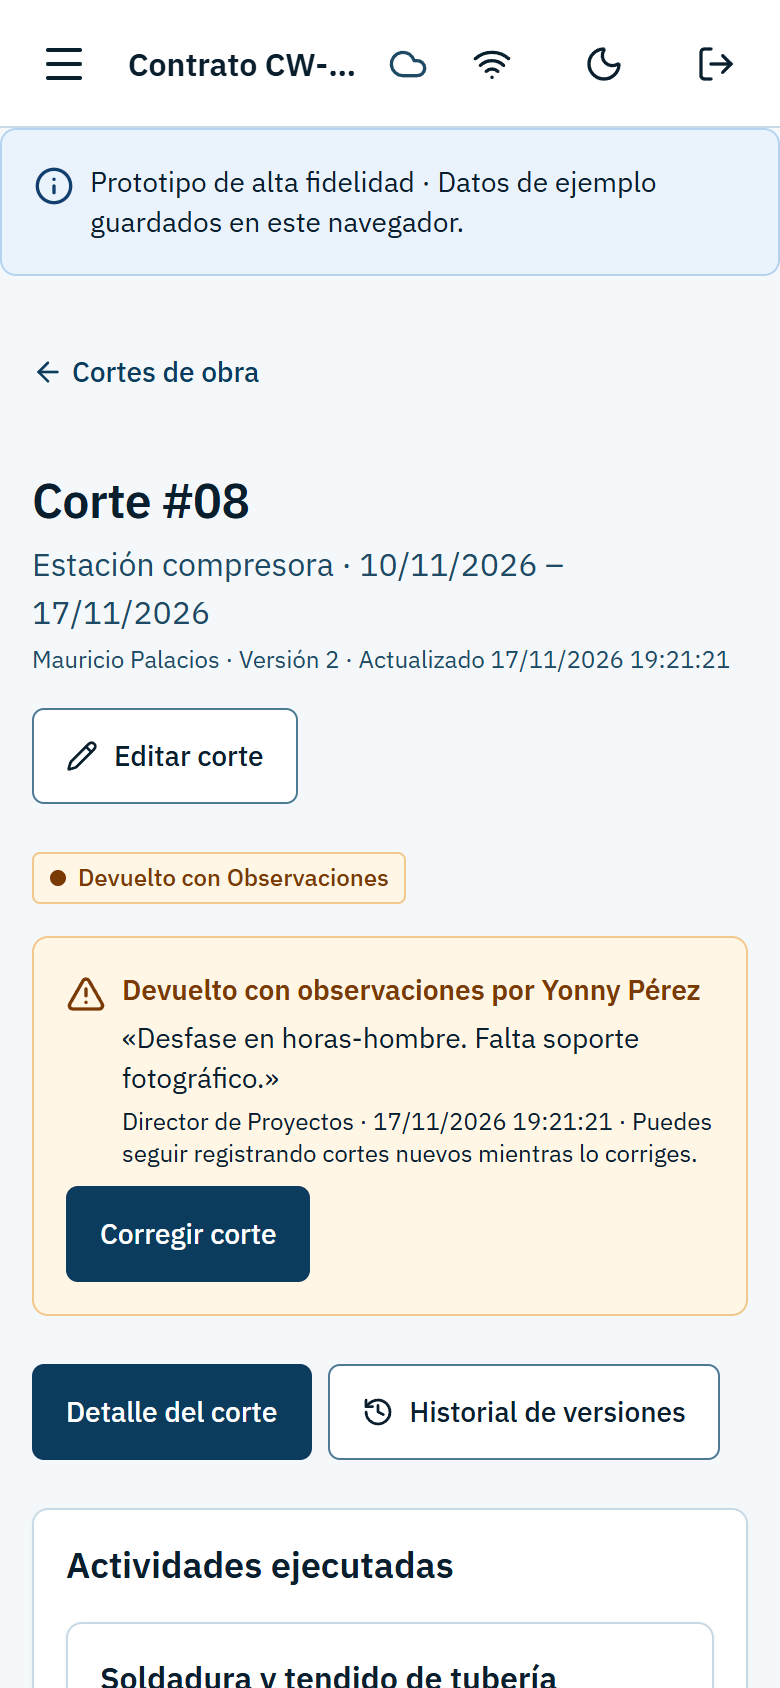 Contrato CW-...
Prototipo de alta fidelidad · Datos de ejemplo
guardados en este navegador.
Cortes de obra
Corte #08
Estación compresora · 10/11/2026 –
17/11/2026
Mauricio Palacios · Versión 2 · Actualizado 17/11/2026 19:21:21
Editar corte
Devuelto con Observaciones
Devuelto con observaciones por Yonny Pérez
«Desfase en horas-hombre. Falta soporte
fotográfico.»
Director de Proyectos · 17/11/2026 19:21:21 · Puedes
seguir registrando cortes nuevos mientras lo corriges.
Corregir corte
Detalle del corte
Historial de versiones
Actividades ejecutadas
Soldadura y tendido de tubería